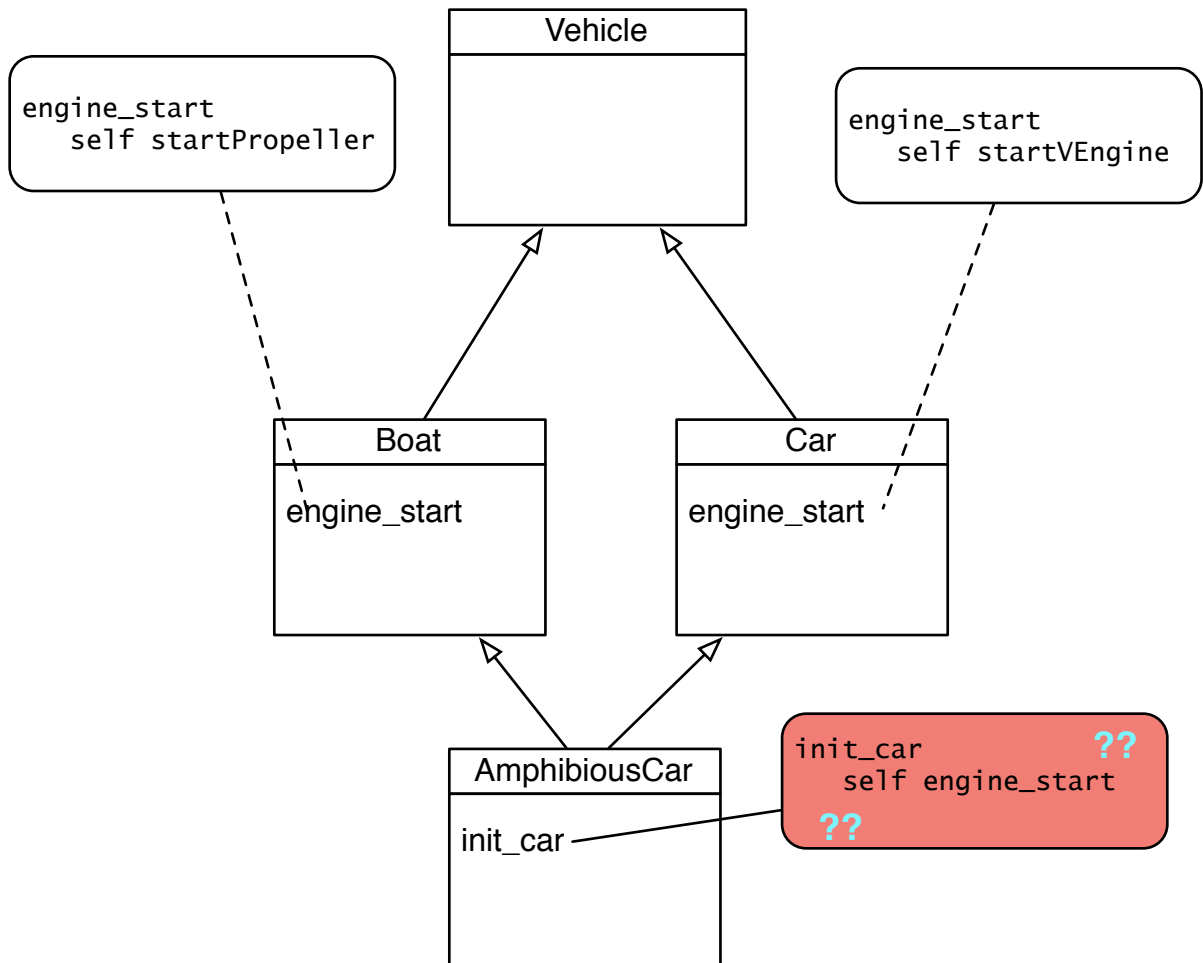 Vehicle
engine_start
self startPropeller
engine_start
self startVEngine
Boat
engine_start
Car
engine_start
AmphibiousCar
init_car
init_car ??
self engine_start
??